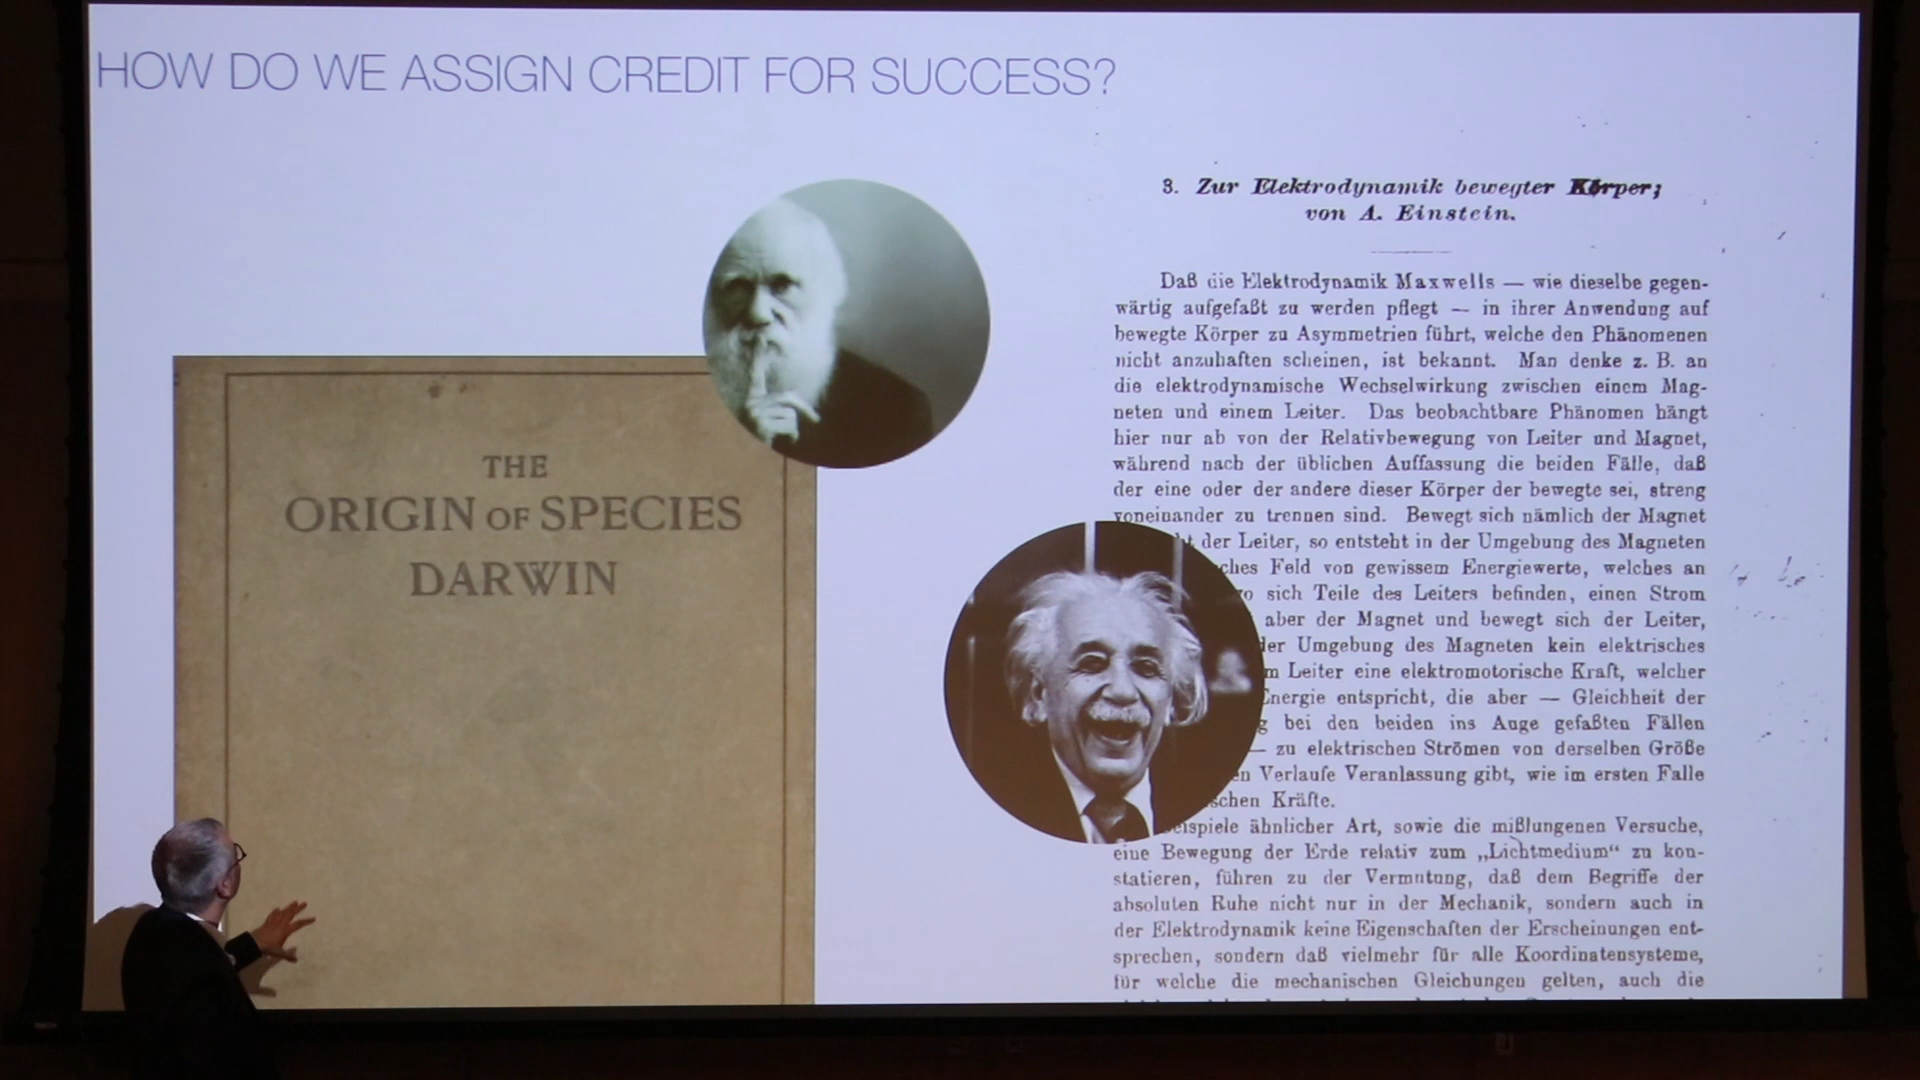 HOW DO WE ASSIGN CREDIT FOR SUCCESS?
THE
ORIGIN OF SPECIES
DARWIN
3. Zur Elektrodynamik bewegter Körper;
von A. Einstein.
Daß die Elektrodynamik Maxwells — wie dieselbe gegen-
wärtig aufgefaßt zu werden pflegt — in ihrer Anwendung auf
bewegte Körper zu Asymmetrien führt, welche den Phänomenen
nicht anzuhaften scheinen, ist bekannt. Man denke z. B. an
die elektrodynamische Wechselwirkung zwischen einem Mag-
neten und einem Leiter. Das beobachtbare Phänomen hängt
hier nur ab von der Relativbewegung von Leiter und Magnet,
während nach der üblichen Auffassung die beiden Fälle, daß
der eine oder der andere dieser Körper der bewegte sei, streng
voneinander zu trennen sind. Bewegt sich nämlich der Magnet
der Leiter, so entsteht in der Umgebung des Magneten
ches Feld von gewissem Energiewerte, welches an
o sich Teile des Leiters befinden, einen Strom
aber der Magnet und bewegt sich der Leiter,
der Umgebung des Magneten kein elektrisches
m Leiter eine elektromotorische Kraft, welcher
Energie entspricht, die aber — Gleichheit der
g bei den beiden ins Auge gefaßten Fällen
— zu elektrischen Strömen von derselben Größe
en Verlaufe Veranlassung gibt, wie im ersten Falle
schen Kräfte.
eispiele ähnlicher Art, sowie die mißlungenen Versuche,
eine Bewegung der Erde relativ zum „Lichtmedium“ zu kon-
statieren, führen zu der Vermutung, daß dem Begriffe der
absoluten Ruhe nicht nur in der Mechanik, sondern auch in
der Elektrodynamik keine Eigenschaften der Erscheinungen ent-
sprechen, sondern daß vielmehr für alle Koordinatensysteme,
für welche die mechanischen Gleichungen gelten, auch die